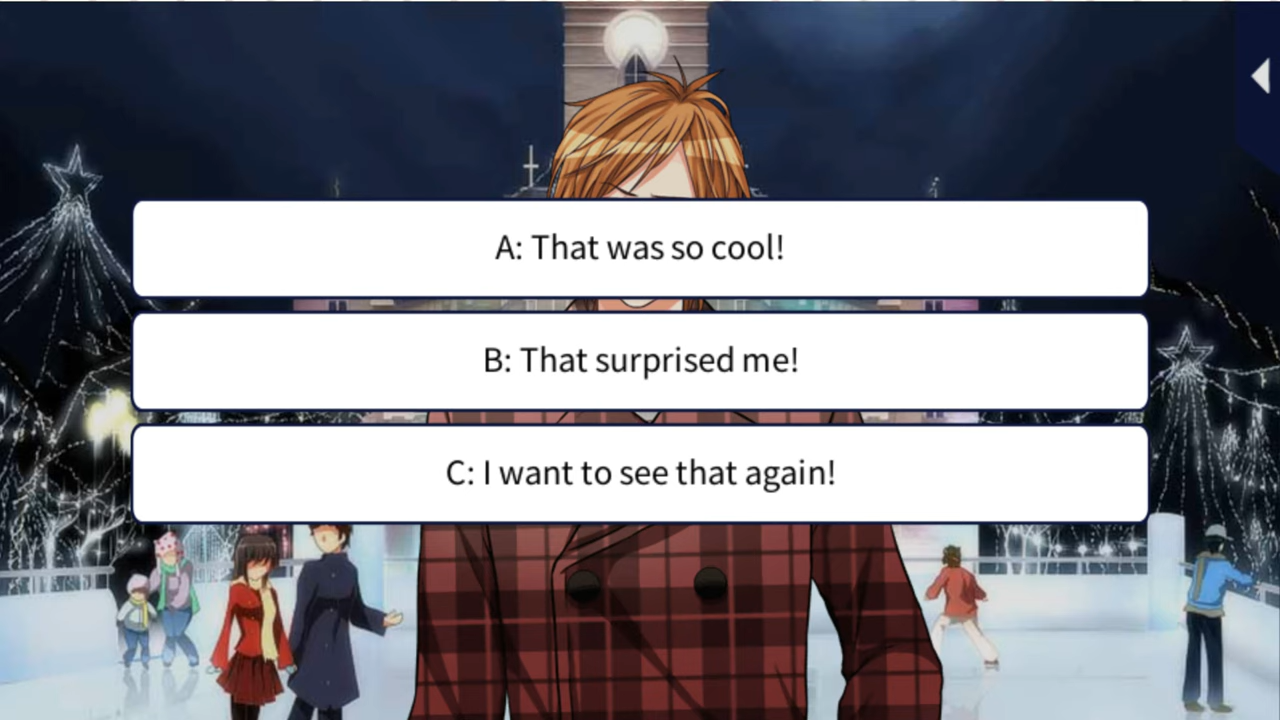 A: That was so cool!
B: That surprised me!
C: I want to see that again!